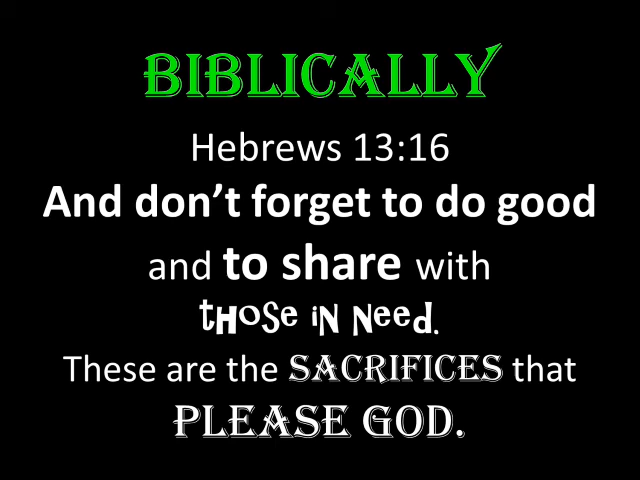 BIBLICALLY
Hebrews 13:16
And don’t forget to do good
and to share with
tHoSe iN Need.
These are the SACRIFICES that
PLEASE GOD.